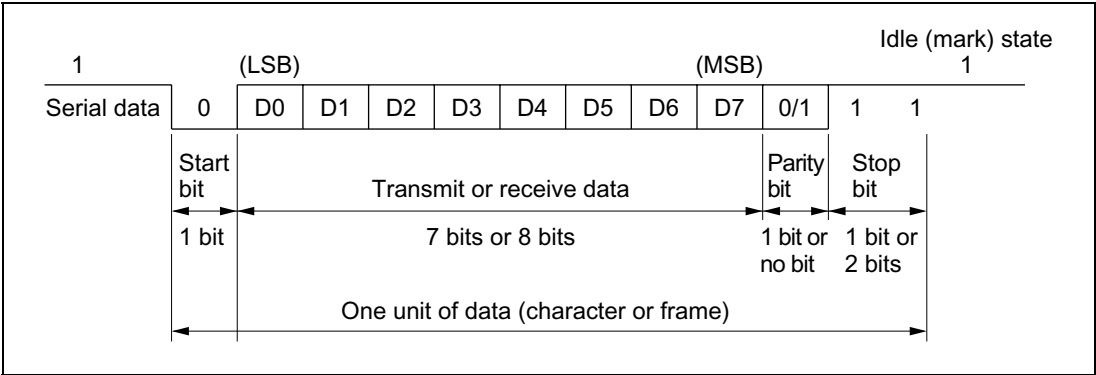 Idle (mark) state
1 (LSB) (MSB) 1
Serial data 0 D0 D1 D2 D3 D4 D5 D6 D7 0/1 1 1
Start Parity Stop
bit Transmit or receive data bit bit
1 bit 7 bits or 8 bits 1 bit or 1 bit or
no bit 2 bits
One unit of data (character or frame)